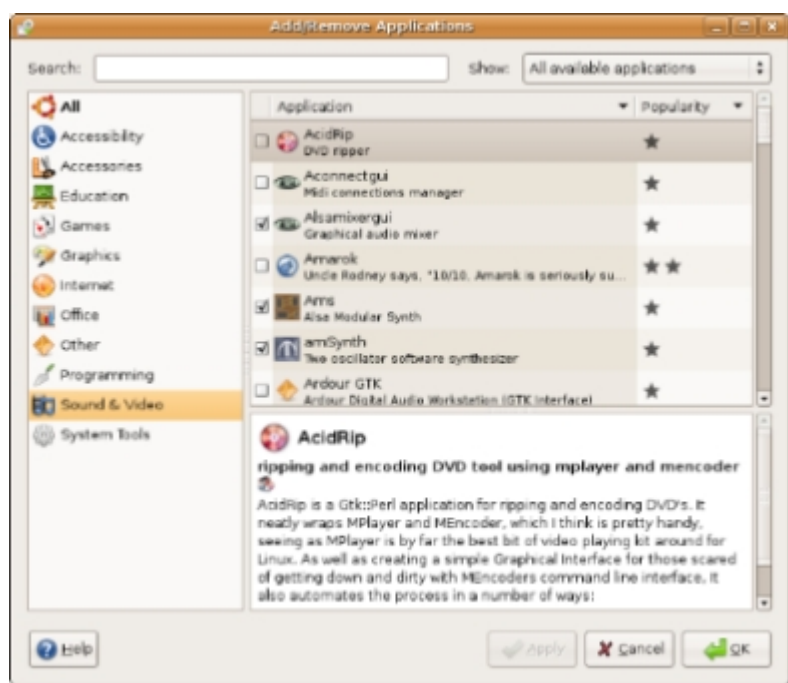 Add/Remove Applications
Search:
Show: All available applications
All
Accessibility
Accessories
Education
Games
Graphics
Internet
Office
Other
Programming
Sound & Video
System Tools
Application Popularity
AcidRip
DVD ripper
Aconnectgui
Midi connections manager
Alsamixergui
Graphical audio mixer
Amarok
Uncle Rodney says, "10/10, Amarok is seriously su...
Ams
Alsa Modular Synth
amSynth
Two oscillator software synthesizer
Ardour GTK
Ardour Digital Audio Workstation (GTK Interface)
AcidRip
ripping and encoding DVD tool using mplayer and mencoder
AcidRip is a Gtk::Perl application for ripping and encoding DVD's. It
neatly wraps MPlayer and MEncoder, which I think is pretty handy,
seeing as MPlayer is by far the best bit of video playing kit around for
Linux. As well as creating a simple Graphical Interface for those scared
of getting down and dirty with MEncoders command line interface, it
also automates the process in a number of ways:
Help
Apply
Cancel
OK